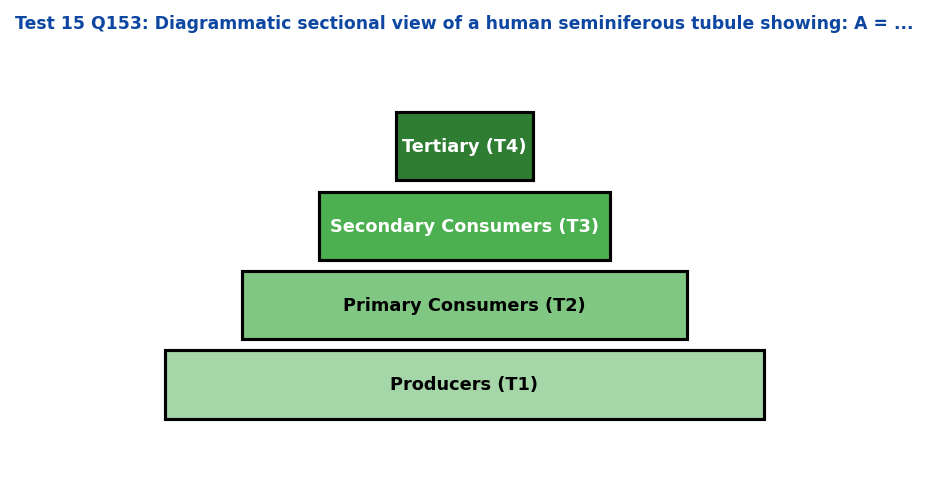 Test 15 Q153: Diagrammatic sectional view of a human seminiferous tubule showing: A = ...
Tertiary (T4)
Secondary Consumers (T3)
Primary Consumers (T2)
Producers (T1)